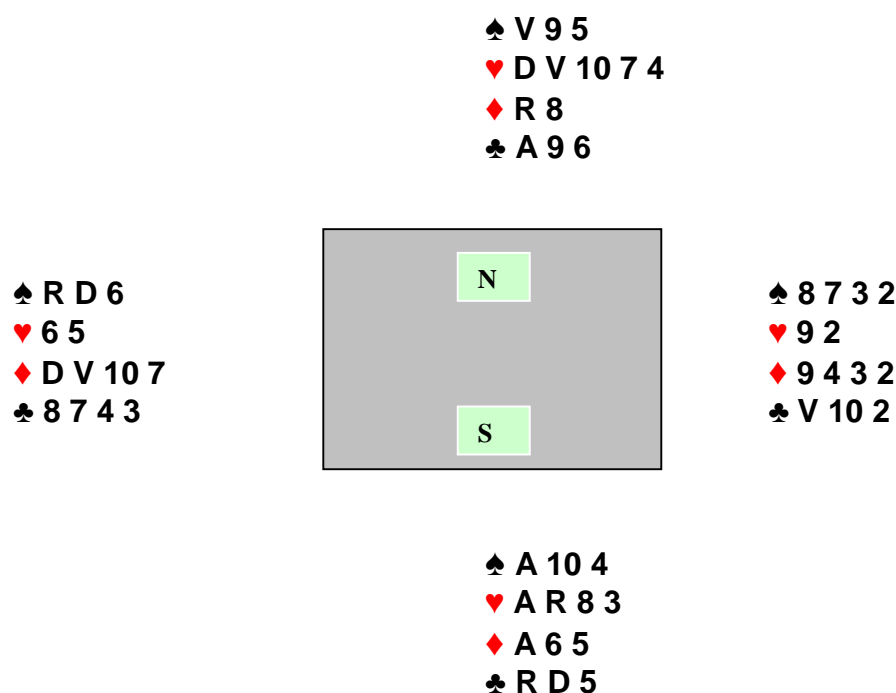 ♠ V 9 5
♥ D V 10 7 4
♦ R 8
♣ A 9 6
N
♠ R D 6
♥ 6 5
♦ D V 10 7
♣ 8 7 4 3
♠ 8 7 3 2
♥ 9 2
♦ 9 4 3 2
♣ V 10 2
S
♠ A 10 4
♥ A R 8 3
♦ A 6 5
♣ R D 5